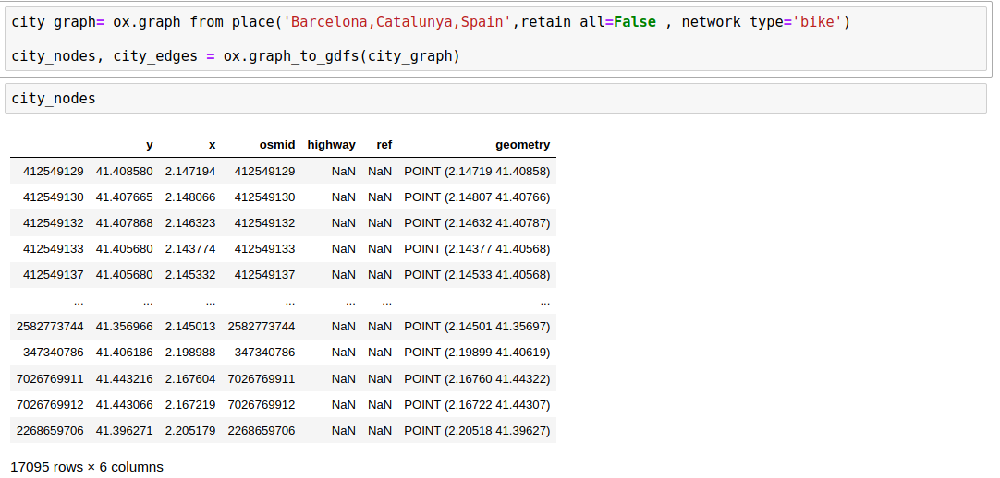 city_graph= ox.graph_from_place('Barcelona,Catalunya,Spain',retain_all=False , network_type='bike')
city_nodes, city_edges = ox.graph_to_gdfs(city_graph)
city_nodes
y x osmid highway ref geometry
412549129 41.408580 2.147194 412549129 NaN NaN POINT (2.14719 41.40858)
412549130 41.407665 2.148066 412549130 NaN NaN POINT (2.14807 41.40766)
412549132 41.407868 2.146323 412549132 NaN NaN POINT (2.14632 41.40787)
412549133 41.405680 2.143774 412549133 NaN NaN POINT (2.14377 41.40568)
412549137 41.405680 2.145332 412549137 NaN NaN POINT (2.14533 41.40568)
... ... ... ... ... ... ...
2582773744 41.356966 2.145013 2582773744 NaN NaN POINT (2.14501 41.35697)
347340786 41.406186 2.198988 347340786 NaN NaN POINT (2.19899 41.40619)
7026769911 41.443216 2.167604 7026769911 NaN NaN POINT (2.16760 41.44322)
7026769912 41.443066 2.167219 7026769912 NaN NaN POINT (2.16722 41.44307)
2268659706 41.396271 2.205179 2268659706 NaN NaN POINT (2.20518 41.39627)
17095 rows × 6 columns